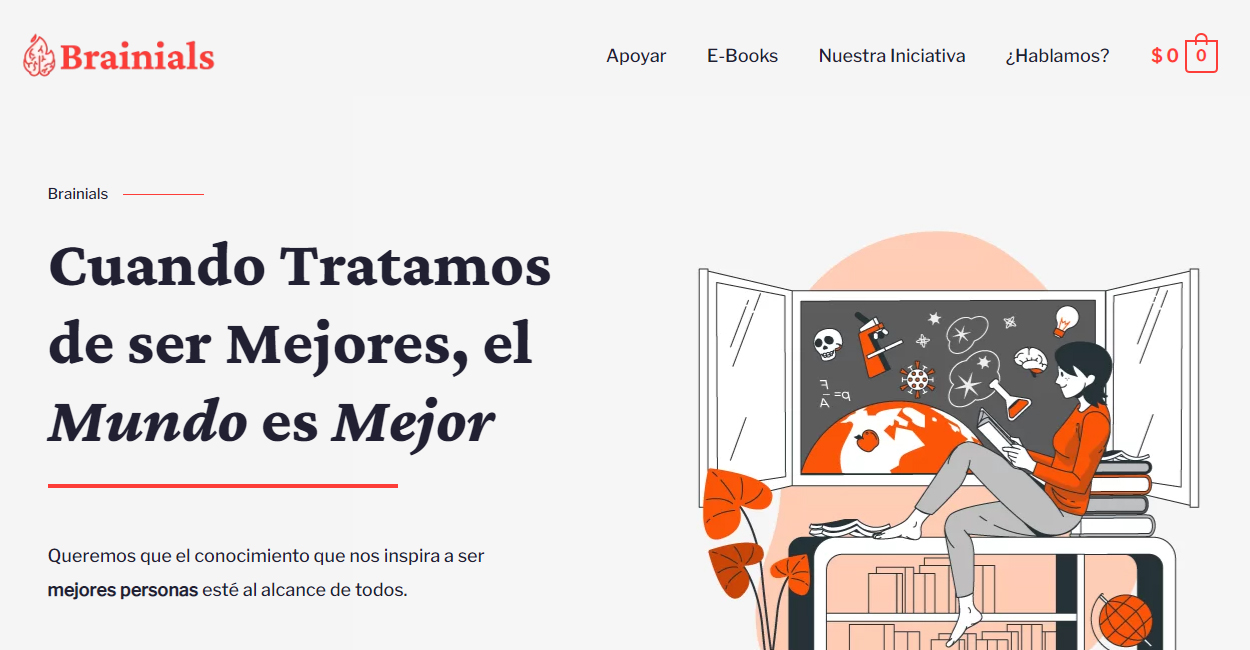 Brainials
Apoyar E-Books Nuestra Iniciativa ¿Hablamos? $ 0 0
Brainials
Cuando Tratamos
de ser Mejores, el
Mundo es Mejor
Queremos que el conocimiento que nos inspira a ser
mejores personas esté al alcance de todos.